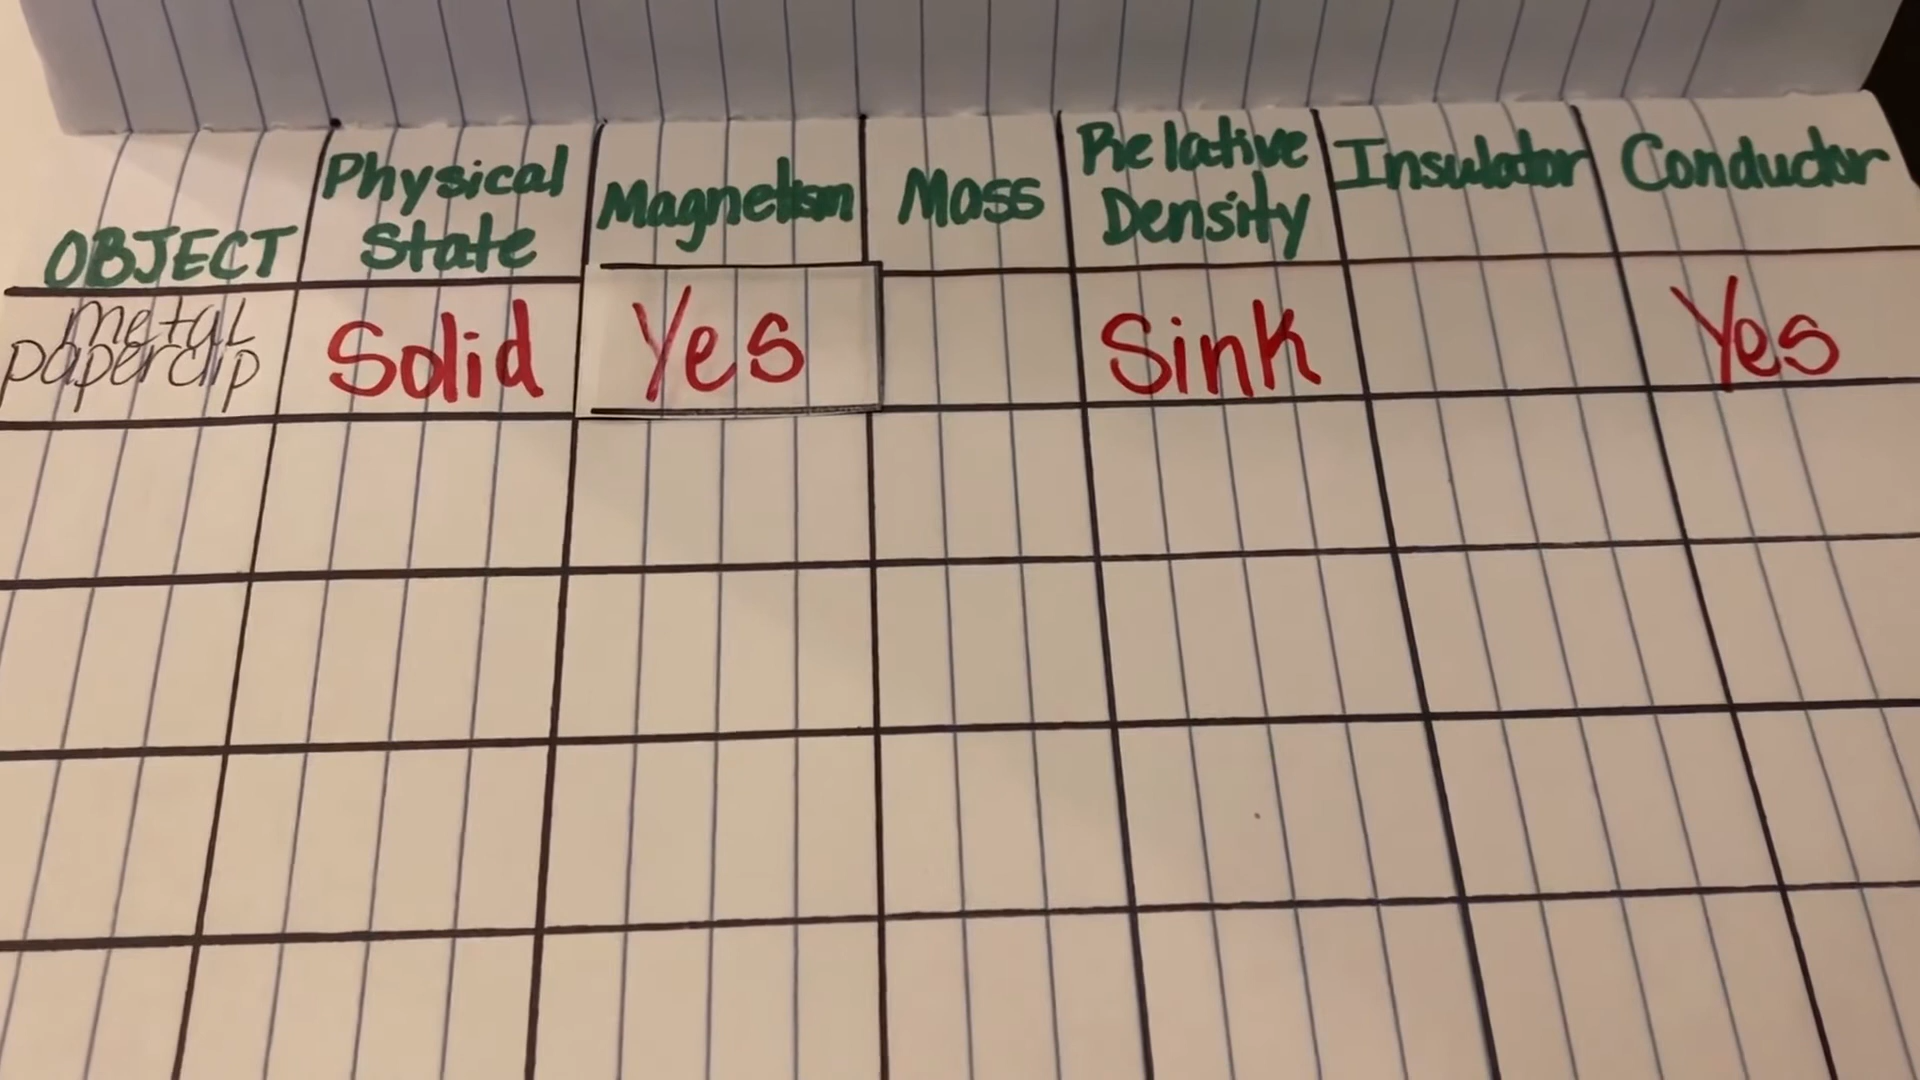 OBJECT Physical State Magnetism Mass Relative Density Insulator Conductor
metal paperclip Solid Yes Sink Yes